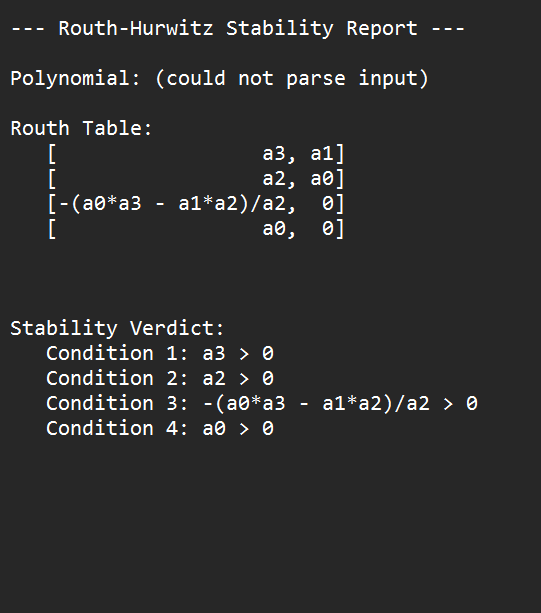 --- Routh-Hurwitz Stability Report ---
Polynomial: (could not parse input)
Routh Table:
[                 a3, a1]
[                 a2, a0]
[-(a0*a3 - a1*a2)/a2,  0]
[                 a0,  0]
Stability Verdict:
Condition 1: a3 > 0
Condition 2: a2 > 0
Condition 3: -(a0*a3 - a1*a2)/a2 > 0
Condition 4: a0 > 0